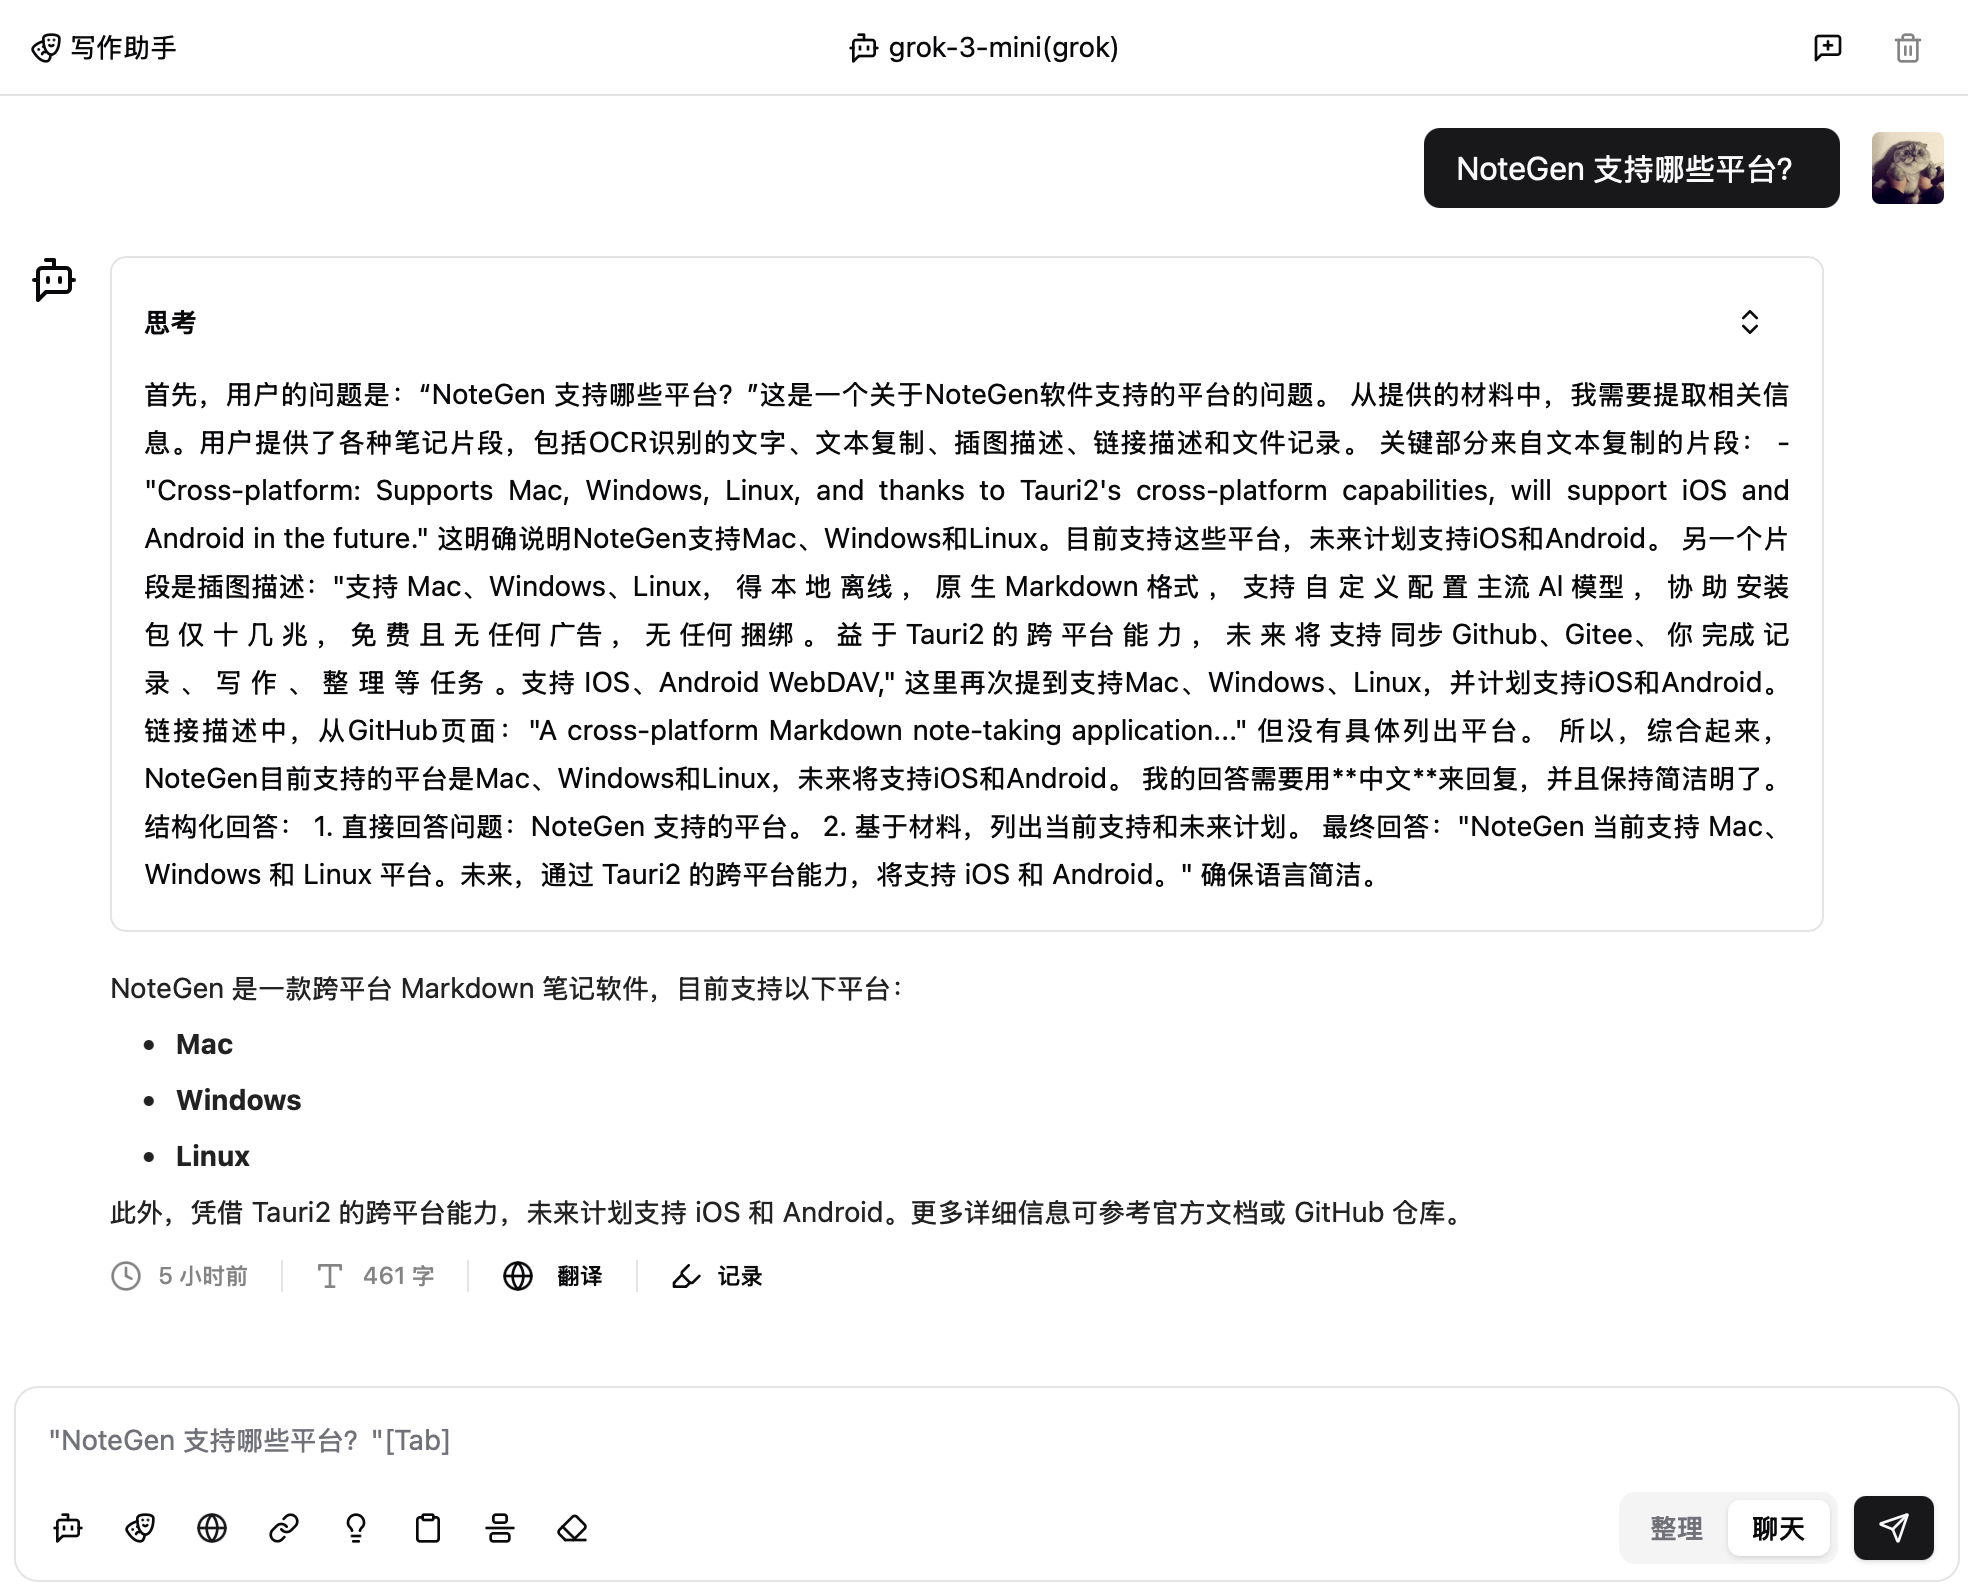 写作助手
grok-3-mini(grok)
NoteGen 支持哪些平台？
思考
首先，用户的问题是：“NoteGen 支持哪些平台？”这是一个关于NoteGen软件支持的平台的问题。 从提供的材料中，我需要提取相关信
息。用户提供了各种笔记片段，包括OCR识别的文字、文本复制、插图描述、链接描述和文件记录。 关键部分来自文本复制的片段： -
"Cross-platform: Supports Mac, Windows, Linux, and thanks to Tauri2's cross-platform capabilities, will support iOS and
Android in the future." 这明确说明NoteGen支持Mac、Windows和Linux。目前支持这些平台，未来计划支持iOS和Android。 另一个片
段是插图描述："支持 Mac、Windows、Linux， 得 本 地 离线 ， 原 生 Markdown 格式 ， 支持 自 定 义 配 置 主流 Al 模型 ， 协 助 安装
包 仅 十 几 兆 ， 免 费 且 无 任何 广告 ， 无 任何 捆绑 。 益 于 Tauri2 的 跨 平台 能 力 ， 未 来 将 支持 同步 Github、Gitee、 你 完成 记
录 、 写 作 、 整 理 等 任务 。支持 IOS、Android WebDAV," 这里再次提到支持Mac、Windows、Linux，并计划支持iOS和Android。
链接描述中，从GitHub页面："A cross-platform Markdown note-taking application..." 但没有具体列出平台。 所以，综合起来，
NoteGen目前支持的平台是Mac、Windows和Linux，未来将支持iOS和Android。 我的回答需要用**中文**来回复，并且保持简洁明了。
结构化回答： 1. 直接回答问题：NoteGen 支持的平台。 2. 基于材料，列出当前支持和未来计划。 最终回答："NoteGen 当前支持 Mac、
Windows 和 Linux 平台。未来，通过 Tauri2 的跨平台能力，将支持 iOS 和 Android。" 确保语言简洁。
NoteGen 是一款跨平台 Markdown 笔记软件，目前支持以下平台：
• Mac
• Windows
• Linux
此外，凭借 Tauri2 的跨平台能力，未来计划支持 iOS 和 Android。更多详细信息可参考官方文档或 GitHub 仓库。
5 小时前 461 字 翻译 记录
"NoteGen 支持哪些平台？"[Tab]
整理 聊天